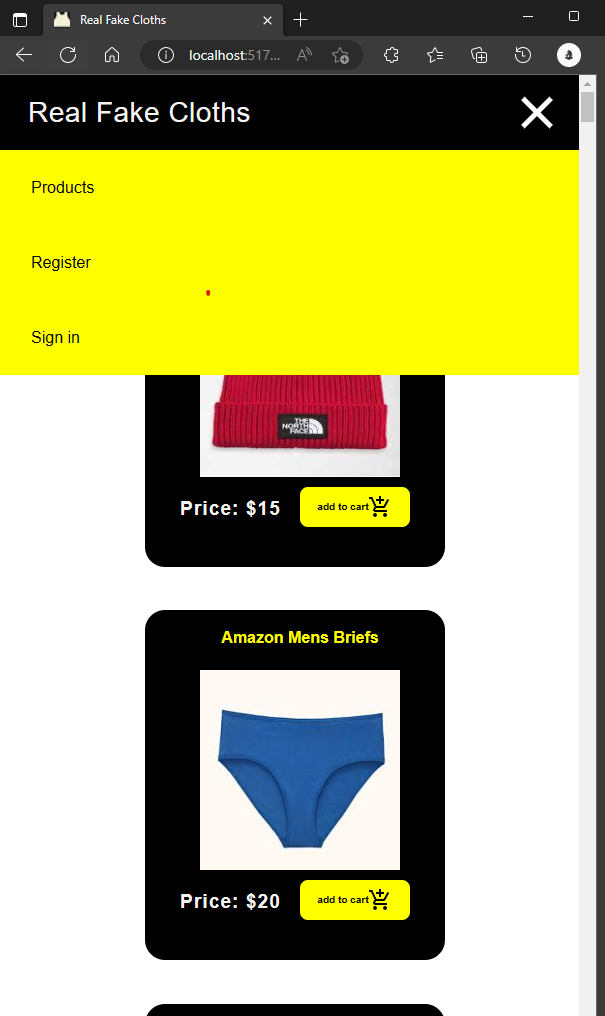 Real Fake Cloths
localhost:517...
Real Fake Cloths
Products
Register
Sign in
THE
NORTH
FACE
Price: $15
add to cart
Amazon Mens Briefs
Price: $20
add to cart